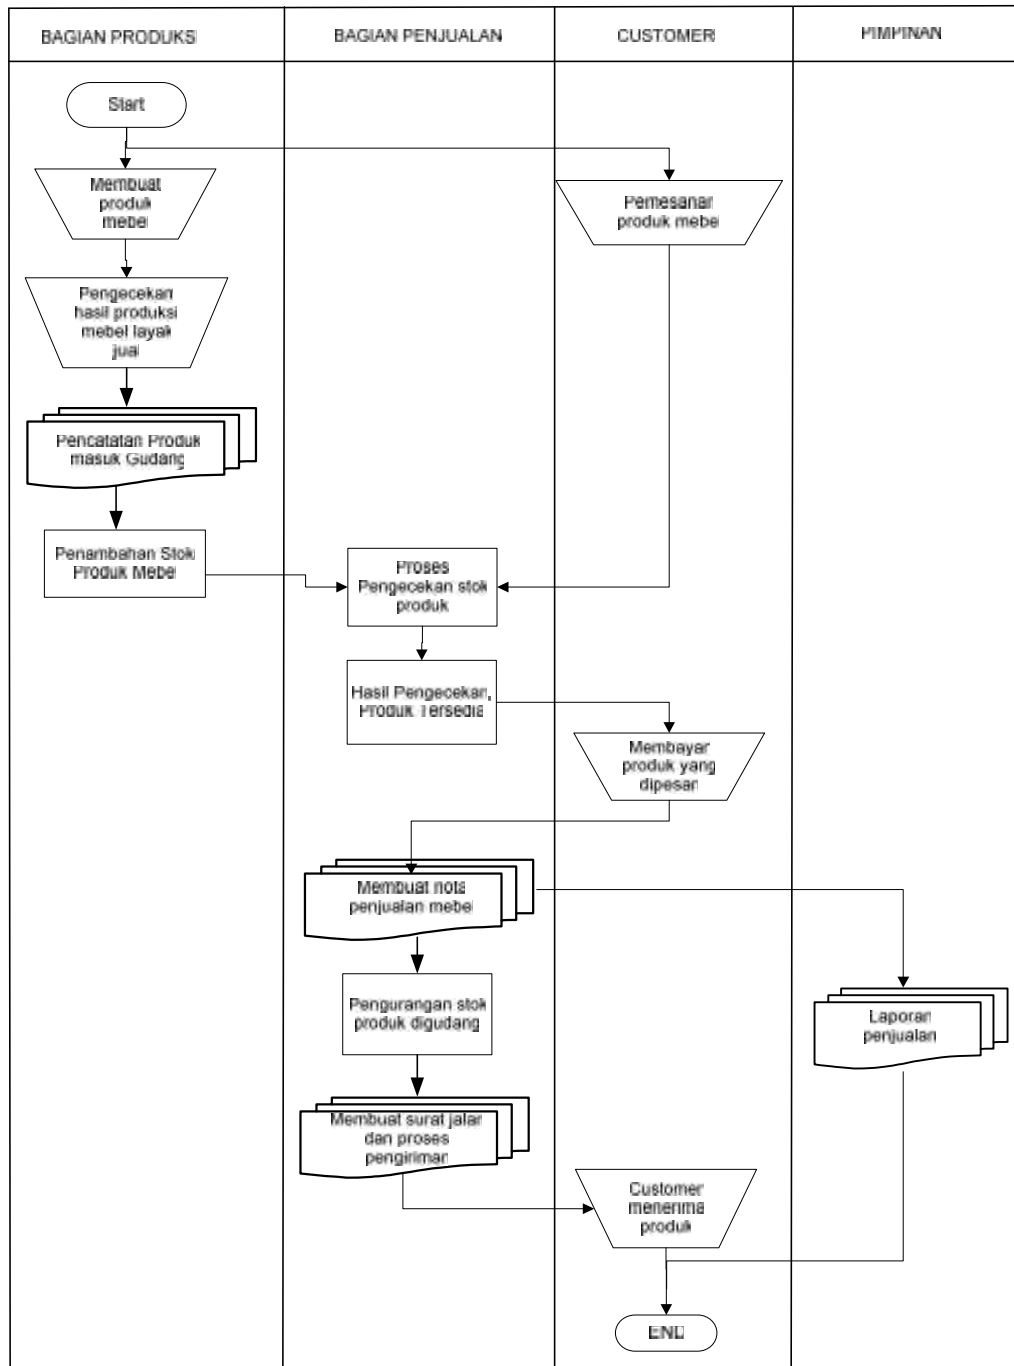 BAGIAN PRODUKSI
BAGIAN PENJUALAN
CUSTOMER
PIMPINAN
Start
Membuat
produk
mebel
Pemesanan
produk mebel
Pengecekan
hasil produksi
mebel layak
jual
Pencatatan Produk
masuk Gudang
Penambahan Stok
Produk Mebel
Proses
Pengecekan stok
produk
Hasil Pengecekan,
Produk Tersedia
Membayar
produk yang
dipesan
Membuat nota
penjualan mebel
Pengurangan stok
produk digudang
Laporan
penjualan
Membuat surat jalan
dan proses
pengiriman
Customer
menerima
produk
END